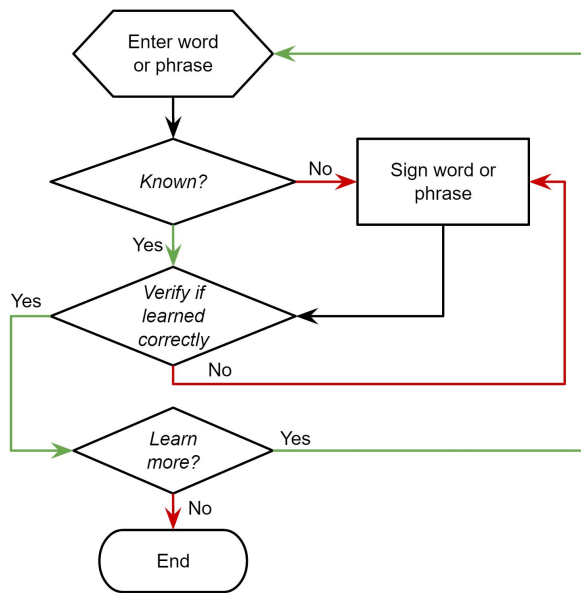 Enter word
or phrase
Known?
No
Sign word or
phrase
Yes
Verify if
learned
correctly
Yes
No
Learn
more?
Yes
No
End